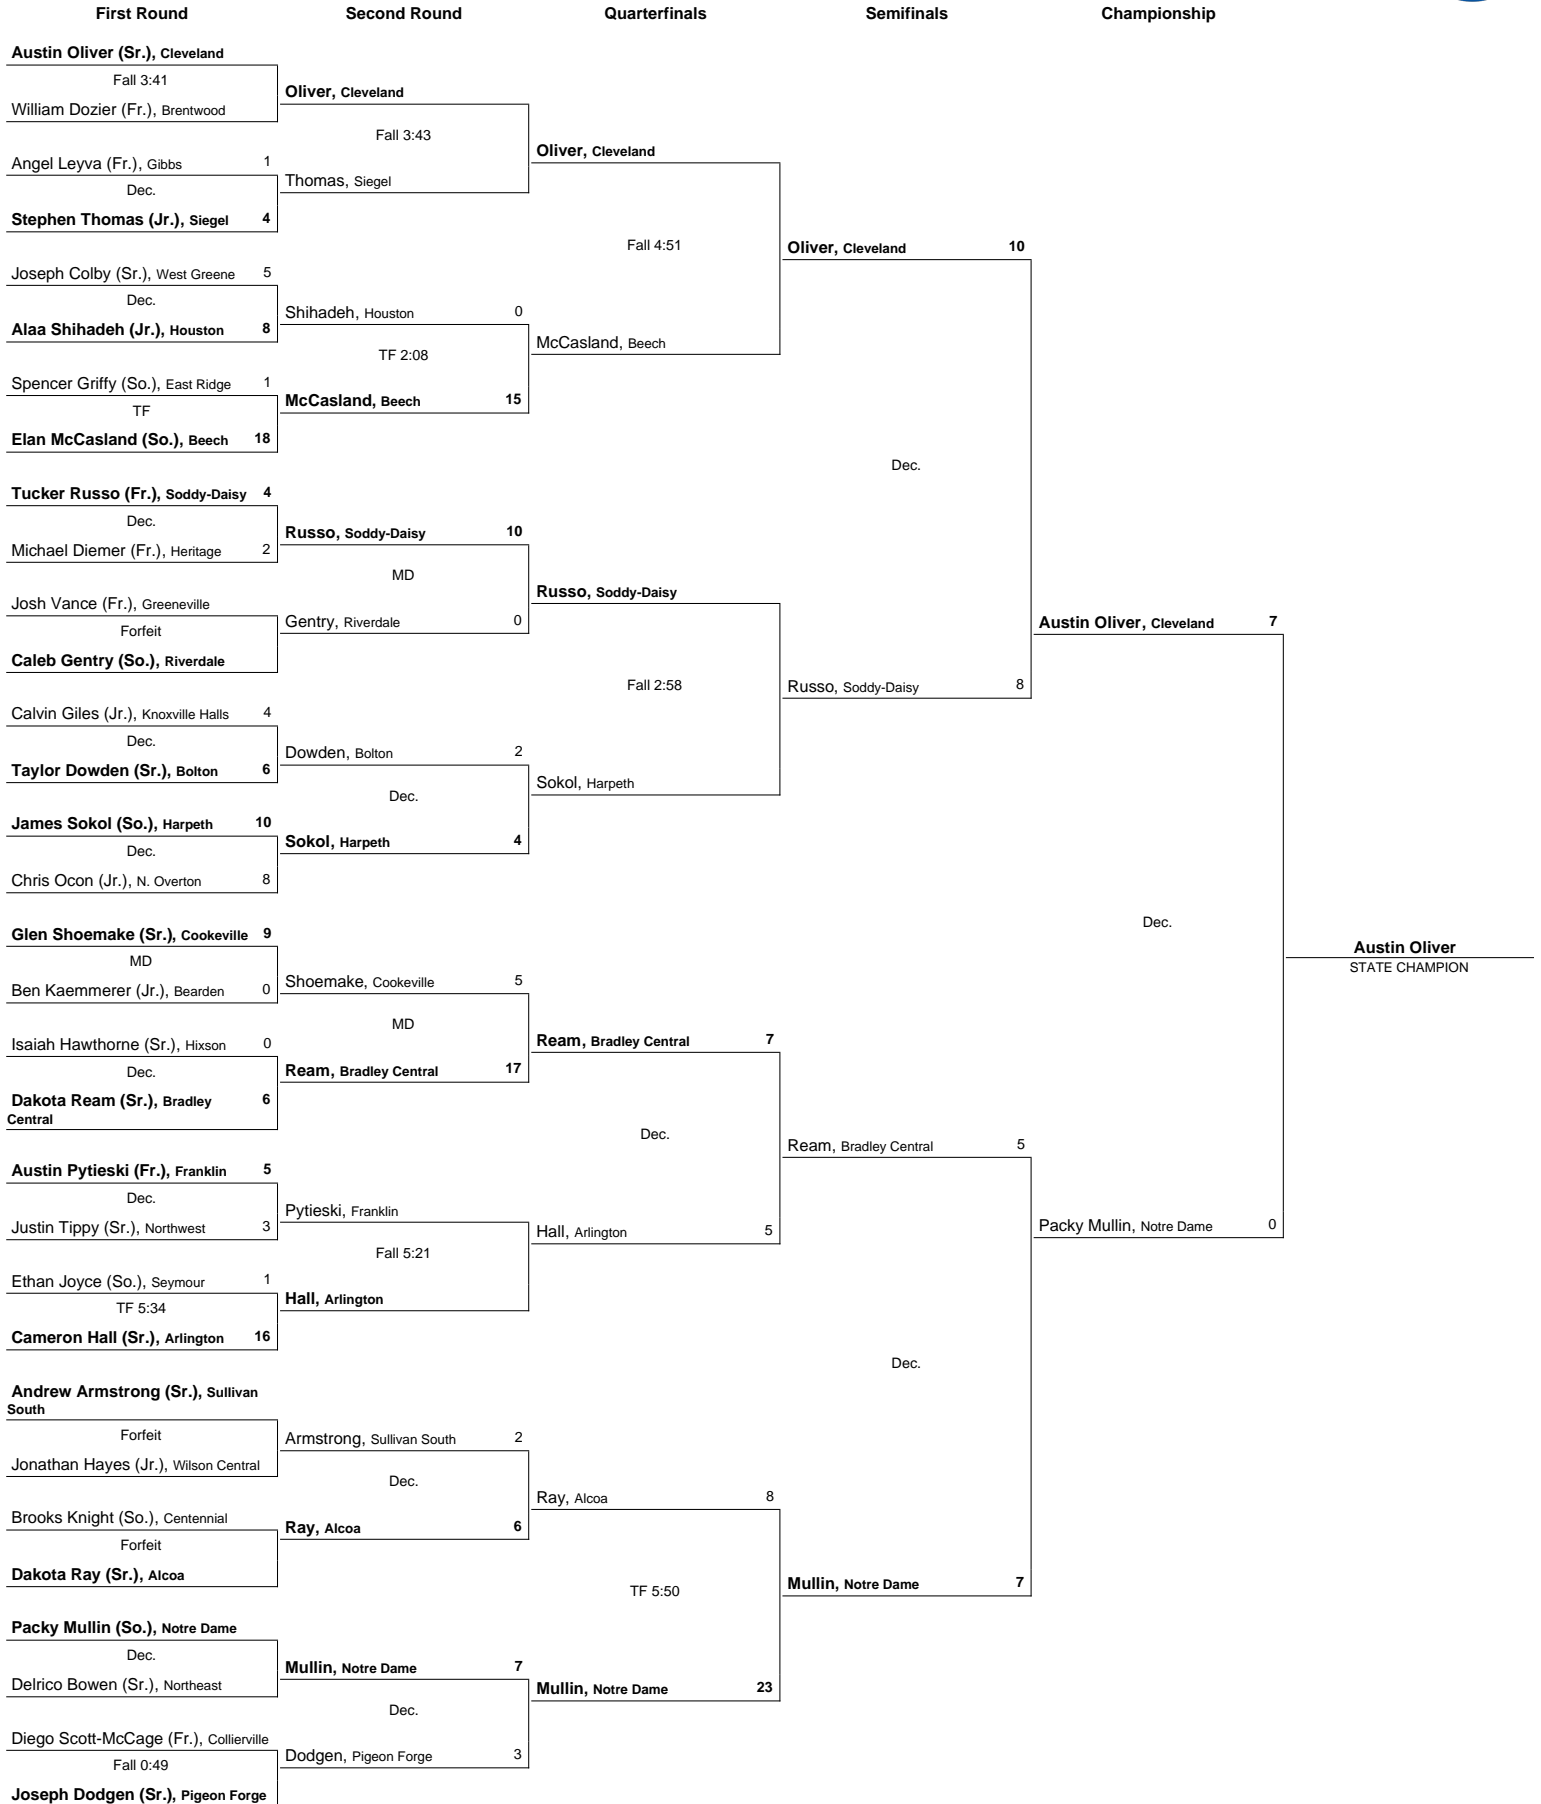 First Round
Second Round
Quarterfinals
Semifinals
Championship
Austin Oliver (Sr.), Cleveland
Fall 3:41
William Dozier (Fr.), Brentwood
Angel Leyva (Fr.), Gibbs 1
Dec.
Stephen Thomas (Jr.), Siegel 4
Joseph Colby (Sr.), West Greene 5
Dec.
Alaa Shihadeh (Jr.), Houston 8
Spencer Griffy (So.), East Ridge 1
TF
Elan McCasland (So.), Beech 18
Tucker Russo (Fr.), Soddy-Daisy 4
Dec.
Michael Diemer (Fr.), Heritage 2
Josh Vance (Fr.), Greeneville
Forfeit
Caleb Gentry (So.), Riverdale
Calvin Giles (Jr.), Knoxville Halls 4
Dec.
Taylor Dowden (Sr.), Bolton 6
James Sokol (So.), Harpeth 10
Dec.
Chris Ocon (Jr.), N. Overton 8
Glen Shoemake (Sr.), Cookeville 9
MD
Ben Kaemmerer (Jr.), Bearden 0
Isaiah Hawthorne (Sr.), Hixson 0
Dec.
Dakota Ream (Sr.), Bradley 6
Central
Austin Pytieski (Fr.), Franklin 5
Dec.
Justin Tippy (Sr.), Northwest 3
Ethan Joyce (So.), Seymour 1
TF 5:34
Cameron Hall (Sr.), Arlington 16
Andrew Armstrong (Sr.), Sullivan
South
Forfeit
Jonathan Hayes (Jr.), Wilson Central
Brooks Knight (So.), Centennial
Forfeit
Dakota Ray (Sr.), Alcoa
Packy Mullin (So.), Notre Dame
Dec.
Delrico Bowen (Sr.), Northeast
Diego Scott-McCage (Fr.), Collierville
Fall 0:49
Joseph Dodgen (Sr.), Pigeon Forge
Oliver, Cleveland
Fall 3:43
Thomas, Siegel
Shihadeh, Houston 0
TF 2:08
McCasland, Beech 15
Russo, Soddy-Daisy 10
MD
Gentry, Riverdale 0
Dowden, Bolton 2
Dec.
Sokol, Harpeth 4
Shoemake, Cookeville 5
MD
Ream, Bradley Central 17
Pytieski, Franklin
Fall 5:21
Hall, Arlington
Armstrong, Sullivan South 2
Dec.
Ray, Alcoa 6
Mullin, Notre Dame 7
Dec.
Dodgen, Pigeon Forge 3
Oliver, Cleveland
Fall 4:51
McCasland, Beech
Russo, Soddy-Daisy
Fall 2:58
Sokol, Harpeth
Ream, Bradley Central 7
Dec.
Hall, Arlington 5
Ray, Alcoa 8
TF 5:50
Mullin, Notre Dame 23
Oliver, Cleveland 10
Dec.
Russo, Soddy-Daisy 8
Ream, Bradley Central 5
Dec.
Mullin, Notre Dame 7
Austin Oliver, Cleveland 7
Dec.
Packy Mullin, Notre Dame 0
Austin Oliver
STATE CHAMPION